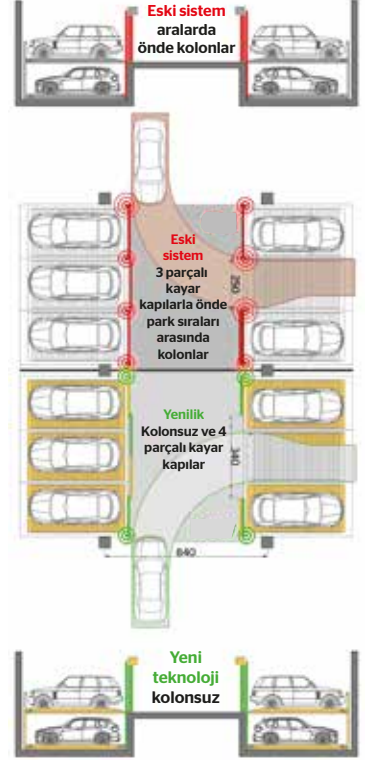 Eski sistem
aralarda
önde kolonlar
Eski
sistem
3 parçalı
kayar
kapılarla önde
park sıraları
arasında
kolonlar
250
Yenilik
Kolonsuz ve 4
parçalı kayar
kapılar
340
640
Yeni
teknoloji
kolonsuz